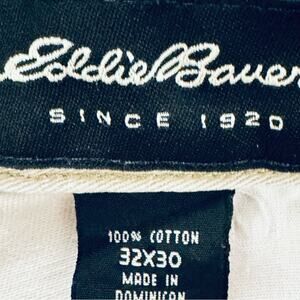 Eddie Bauer
SINCE 1920
100% COTTON
32X30
MADE IN
DOMINICAN